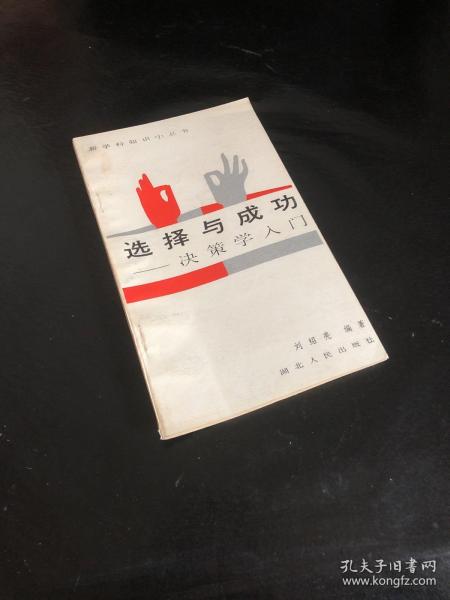 新学科知识小丛书
选择与成功
——决策学入门
刘绍亮 编著
湖北人民出版社
孔夫子旧书网
www.kongfz.com